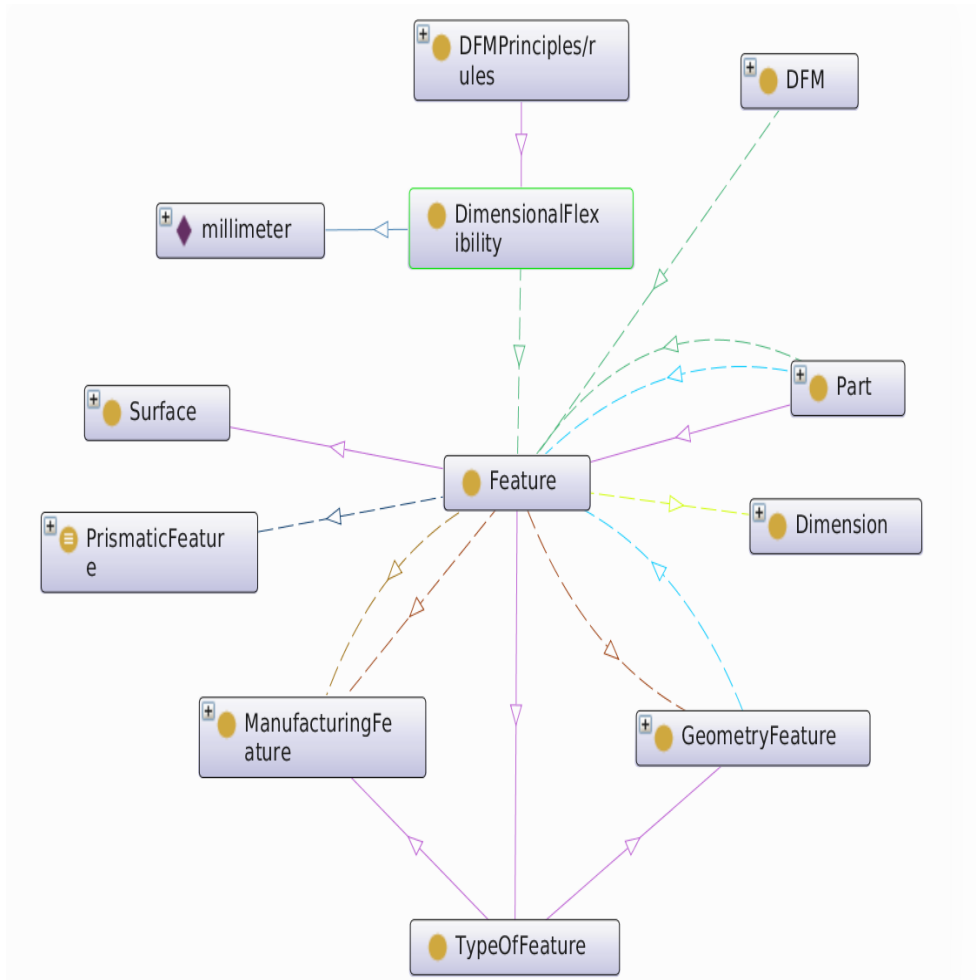 DFMPrinciples/r
ules
DFM
millimeter
DimensionalFlex
ibility
Part
Surface
Feature
Dimension
PrismaticFeatur
e
ManufacturingFe
ature
GeometryFeature
TypeOfFeature